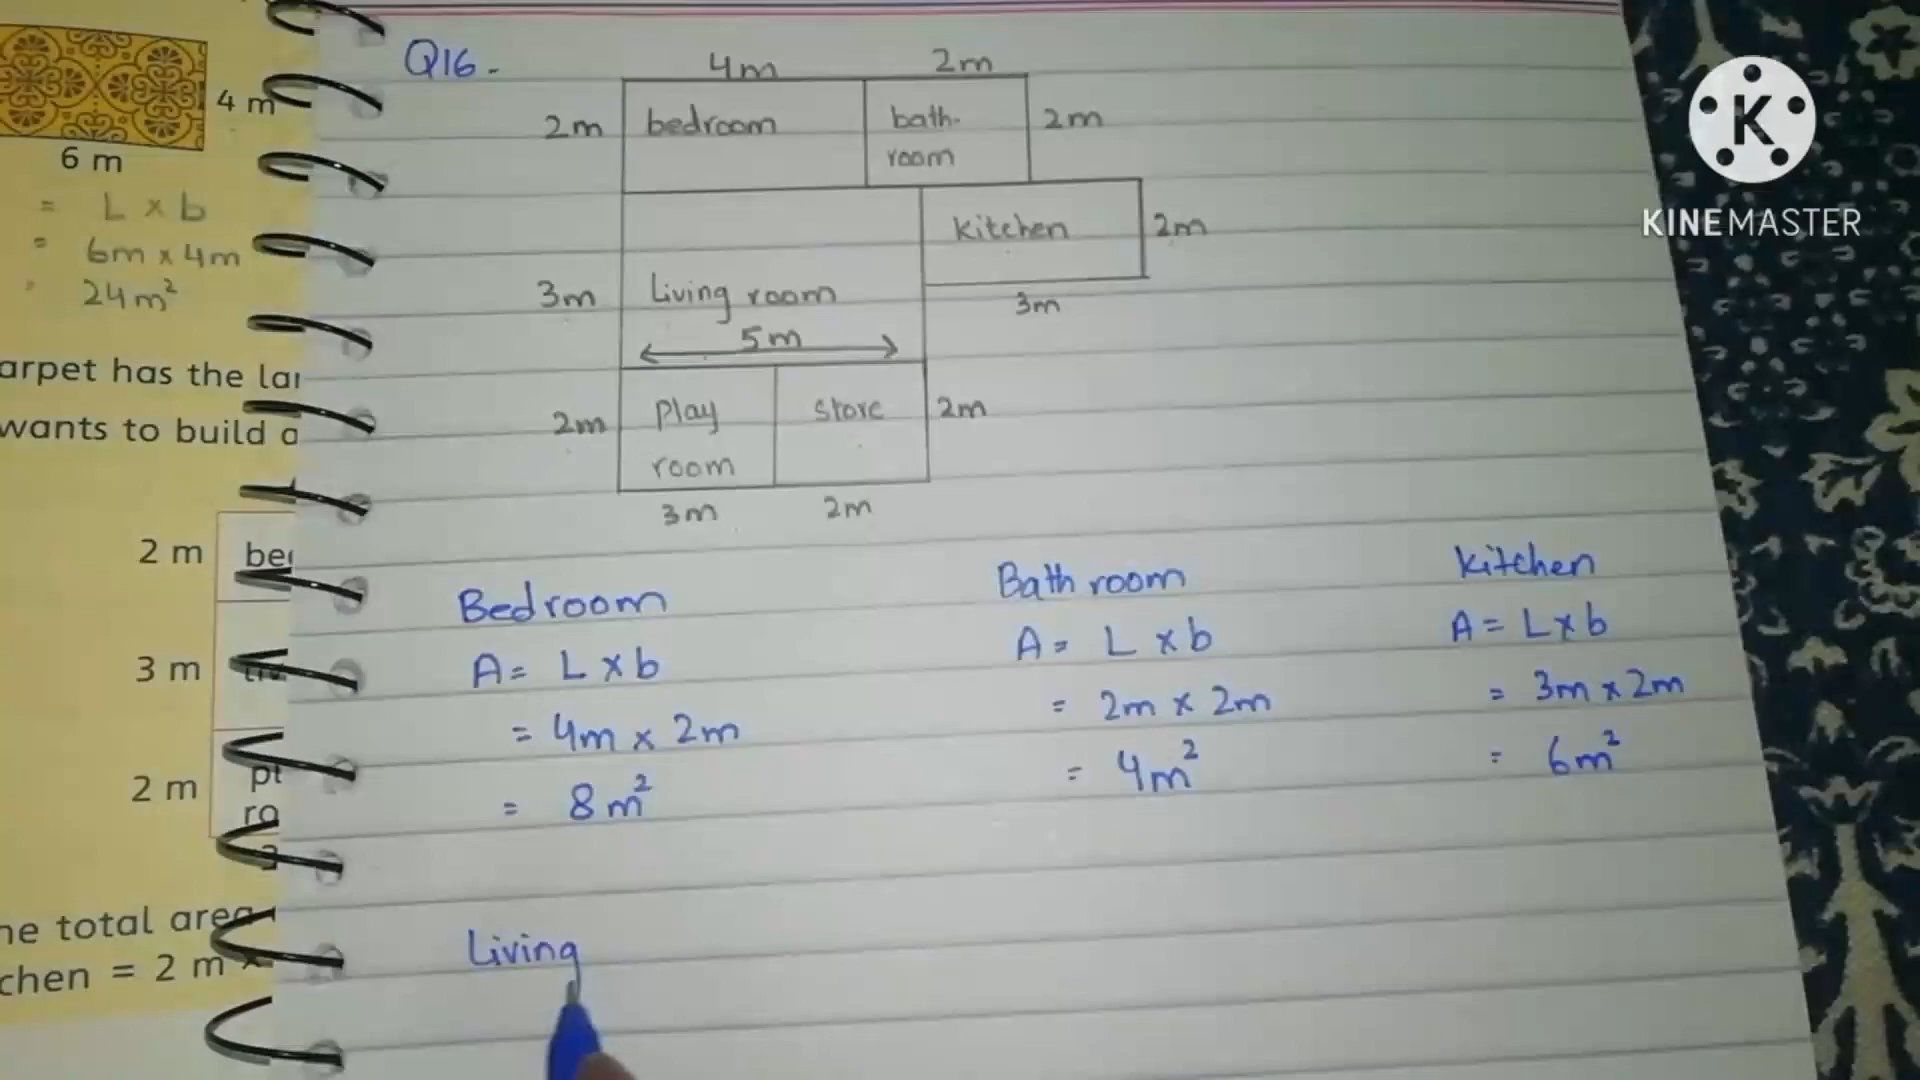 Q16-
4m 2m
2m bedroom bath- 2m
room
kitchen 2m
3m Living room 3m
5m
2m Play store 2m
room
3m 2m
Bedroom Bath room Kitchen
A = L x b A = L x b A = L x b
= 4m x 2m = 2m x 2m = 3m x 2m
= 8m² = 4m² = 6m²
Living
4 m
6 m
= L x b
= 6m x 4m
24m²
arpet has the
wants to build a
2 m
3 m
2 m
ro
he total area
chen = 2 m ×
K
KINEMASTER